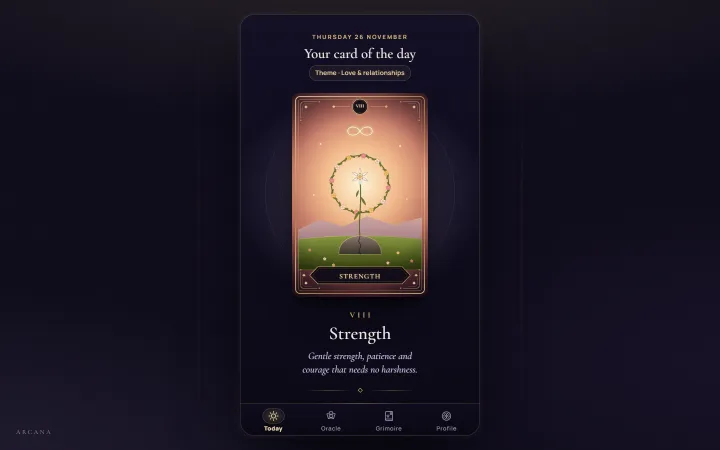 THURSDAY 26 NOVEMBER
Your card of the day
Theme · Love & relationships
VIII
STRENGTH
VIII
Strength
Gentle strength, patience and
courage that needs no harshness.
Today
Oracle
Grimoire
Profile
ARCANA